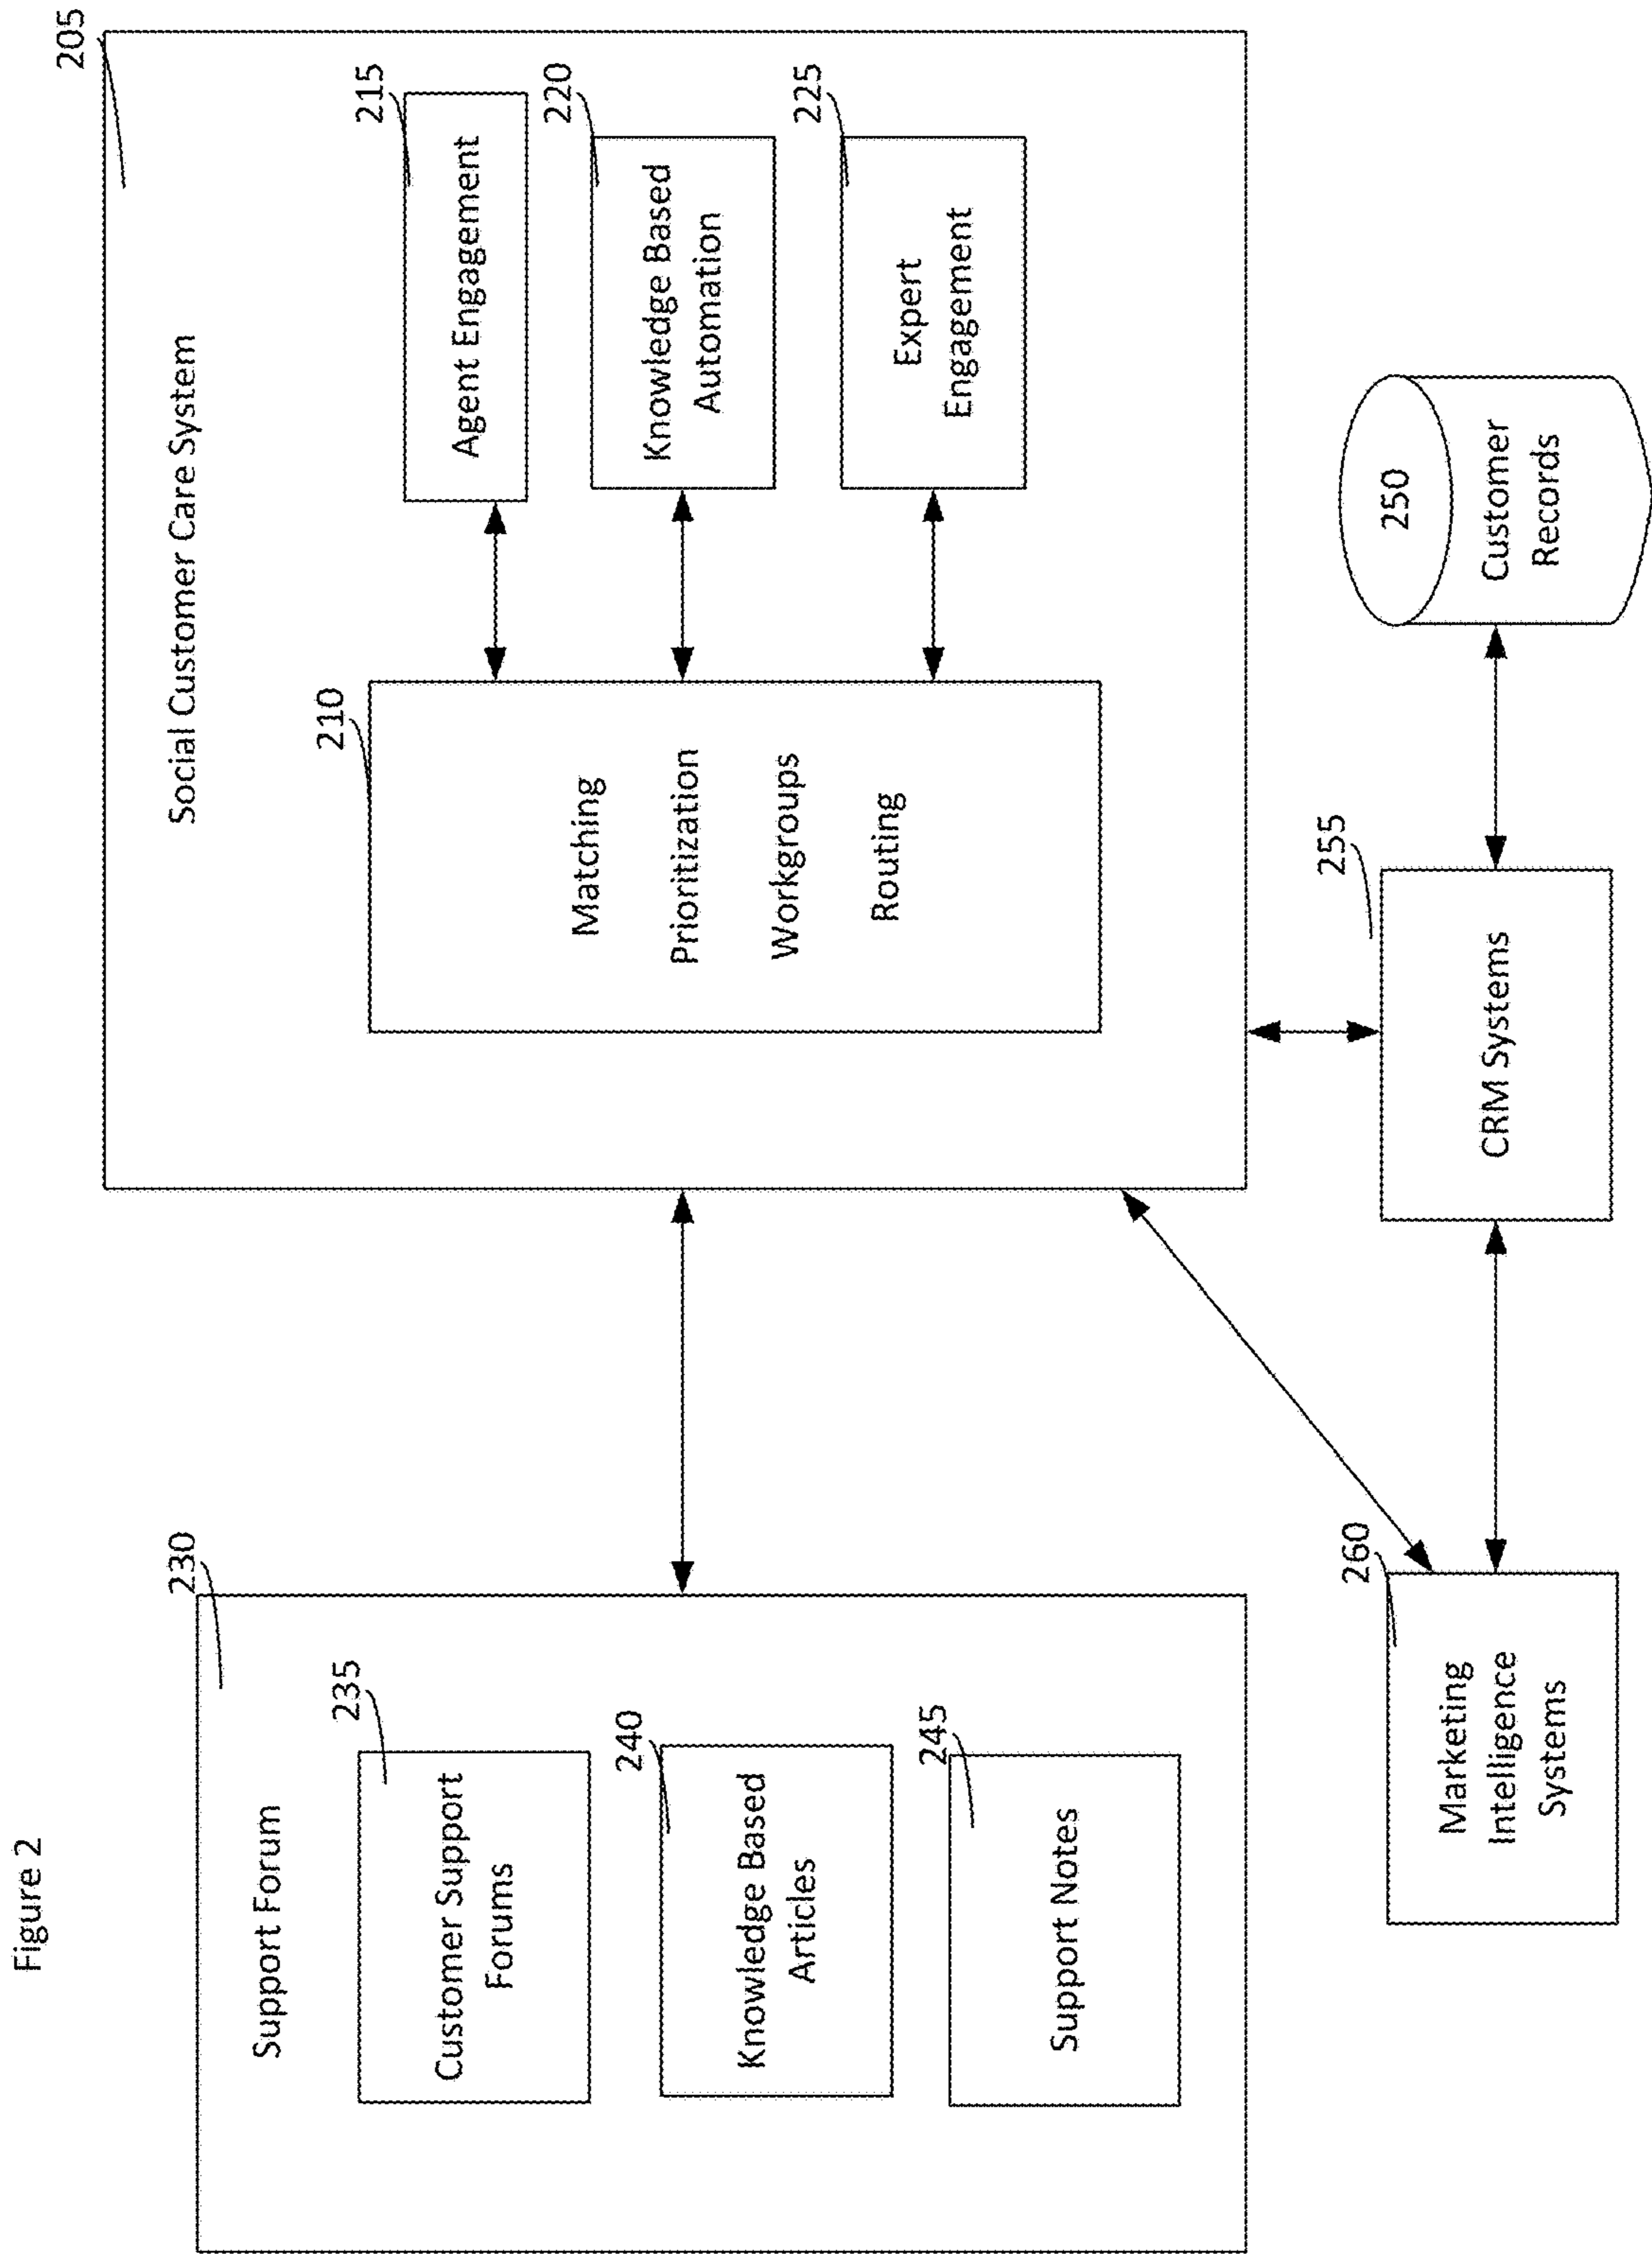 Figure 2
230
Support Forum
235
Customer Support
Forums
240
Knowledge Based
Articles
245
Support Notes
205
Social Customer Care System
210
Matching
Prioritization
Workgroups
Routing
215
Agent Engagement
220
Knowledge Based
Automation
225
Expert
Engagement
260
Marketing
Intelligence
Systems
255
CRM Systems
250
Customer
Records